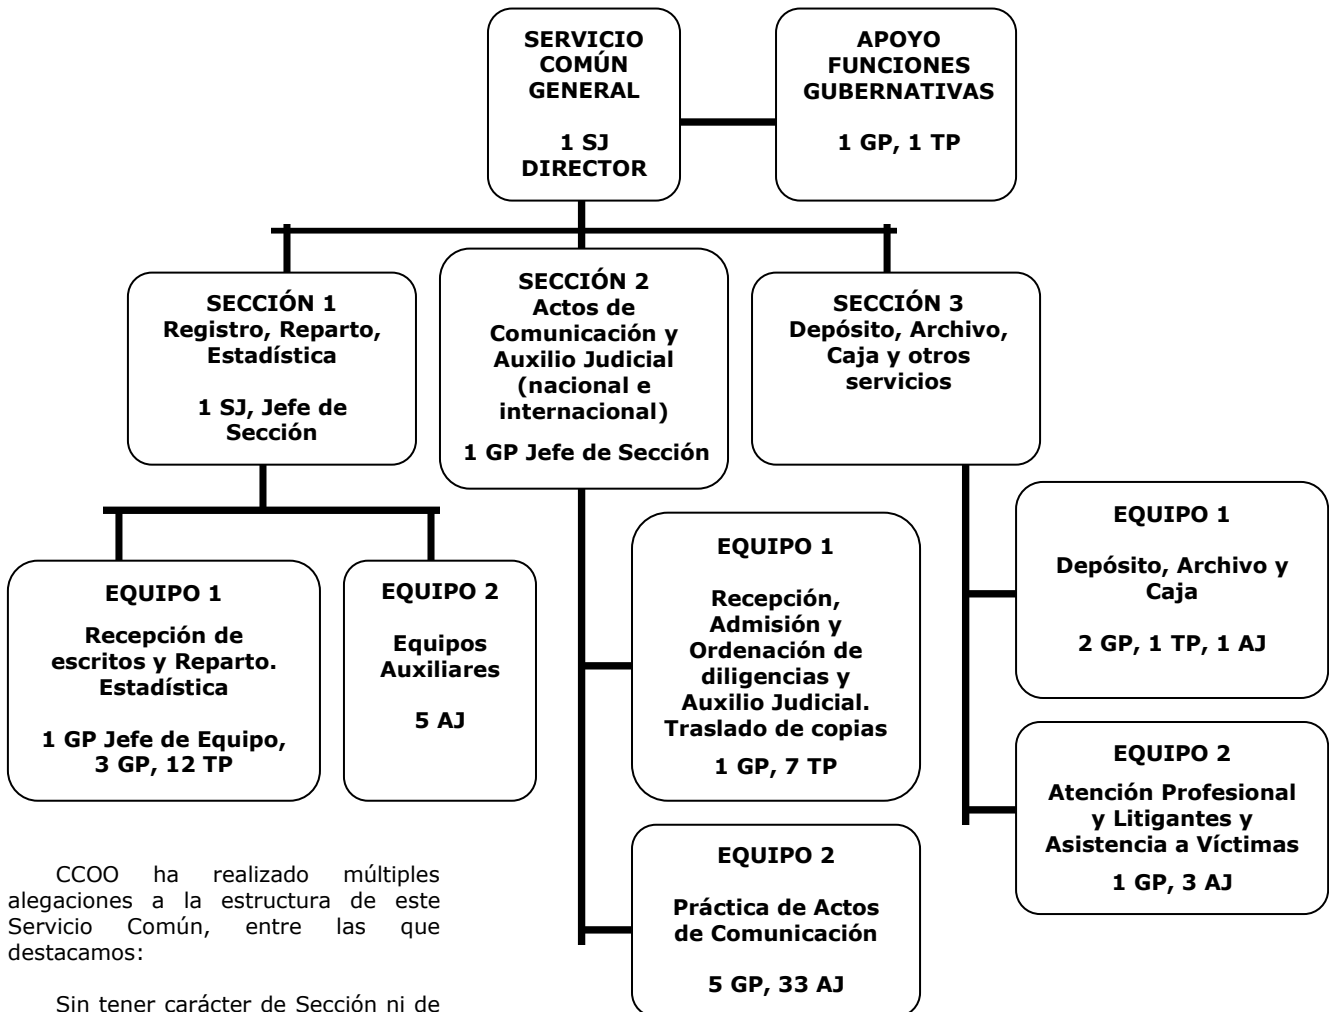 SERVICIO
COMÚN
GENERAL
1 SJ
DIRECTOR
APOYO
FUNCIONES
GUBERNATIVAS
1 GP, 1 TP
SECCIÓN 1
Registro, Reparto,
Estadística
1 SJ, Jefe de
Sección
SECCIÓN 2
Actos de
Comunicación y
Auxilio Judicial
(nacional e
internacional)
1 GP Jefe de Sección
SECCIÓN 3
Depósito, Archivo,
Caja y otros
servicios
EQUIPO 1
Recepción de
escritos y Reparto.
Estadística
1 GP Jefe de Equipo,
3 GP, 12 TP
EQUIPO 2
Equipos
Auxiliares
5 AJ
EQUIPO 1
Recepción,
Admisión y
Ordenación de
diligencias y
Auxilio Judicial.
Traslado de copias
1 GP, 7 TP
EQUIPO 2
Práctica de Actos
de Comunicación
5 GP, 33 AJ
EQUIPO 1
Depósito, Archivo y
Caja
2 GP, 1 TP, 1 AJ
EQUIPO 2
Atención Profesional
y Litigantes y
Asistencia a Víctimas
1 GP, 3 AJ
CCOO ha realizado múltiples
alegaciones a la estructura de este
Servicio Común, entre las que
destacamos:
Sin tener carácter de Sección ni de